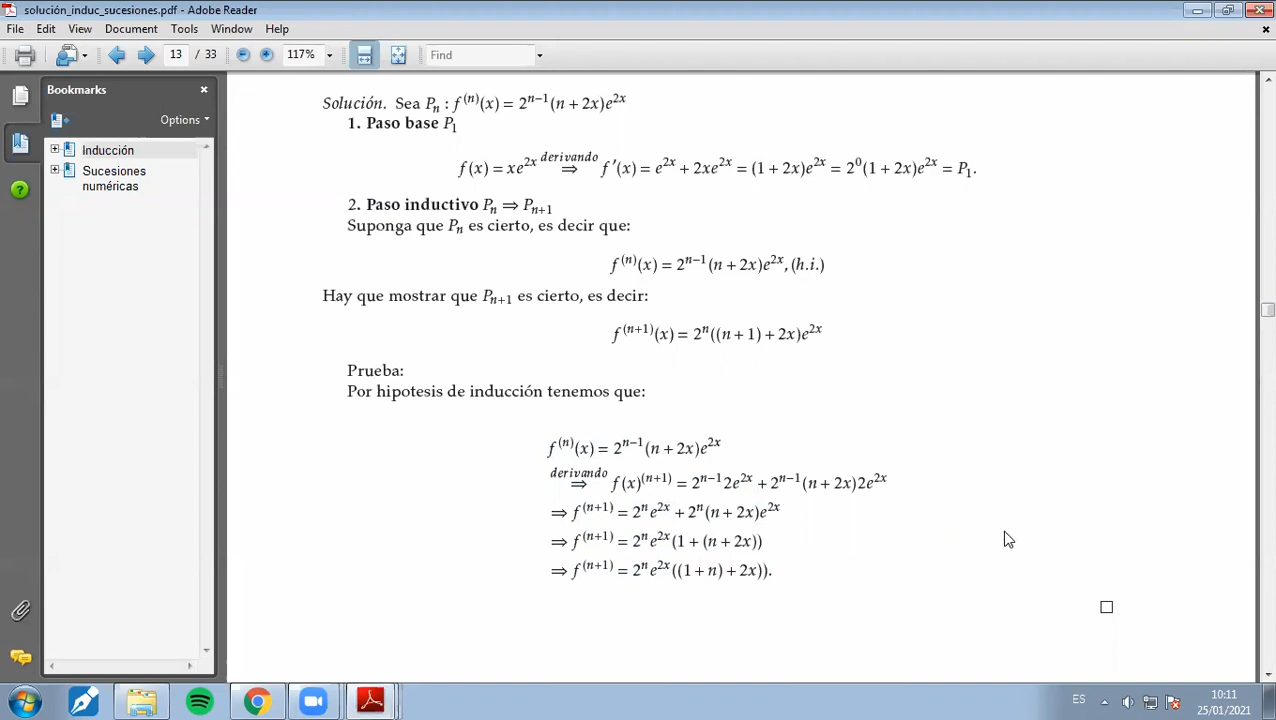 solución_induc_sucesiones.pdf - Adobe Reader
File Edit View Document Tools Window Help
13 / 33 117% Find
Bookmarks
Options
Inducción
Sucesiones
numéricas
Solución. Sea Pₙ : f⁽ⁿ⁾(x) = 2ⁿ⁻¹(n + 2x)e²ˣ
1. Paso base P₁
f(x) = xe²ˣ derivando ⇒ f ′(x) = e²ˣ + 2xe²ˣ = (1 + 2x)e²ˣ = 2⁰(1 + 2x)e²ˣ = P₁.
2. Paso inductivo Pₙ ⇒ Pₙ₊₁
Suponga que Pₙ es cierto, es decir que:
f⁽ⁿ⁾(x) = 2ⁿ⁻¹(n + 2x)e²ˣ, (h.i.)
Hay que mostrar que Pₙ₊₁ es cierto, es decir:
f⁽ⁿ⁺¹⁾(x) = 2ⁿ((n + 1) + 2x)e²ˣ
Prueba:
Por hipotesis de inducción tenemos que:
f⁽ⁿ⁾(x) = 2ⁿ⁻¹(n + 2x)e²ˣ
derivando ⇒ f(x)⁽ⁿ⁺¹⁾ = 2ⁿ⁻¹2e²ˣ + 2ⁿ⁻¹(n + 2x)2e²ˣ
⇒ f⁽ⁿ⁺¹⁾ = 2ⁿe²ˣ + 2ⁿ(n + 2x)e²ˣ
⇒ f⁽ⁿ⁺¹⁾ = 2ⁿe²ˣ(1 + (n + 2x))
⇒ f⁽ⁿ⁺¹⁾ = 2ⁿe²ˣ((1 + n) + 2x)).
□
ES
10:11
25/01/2021